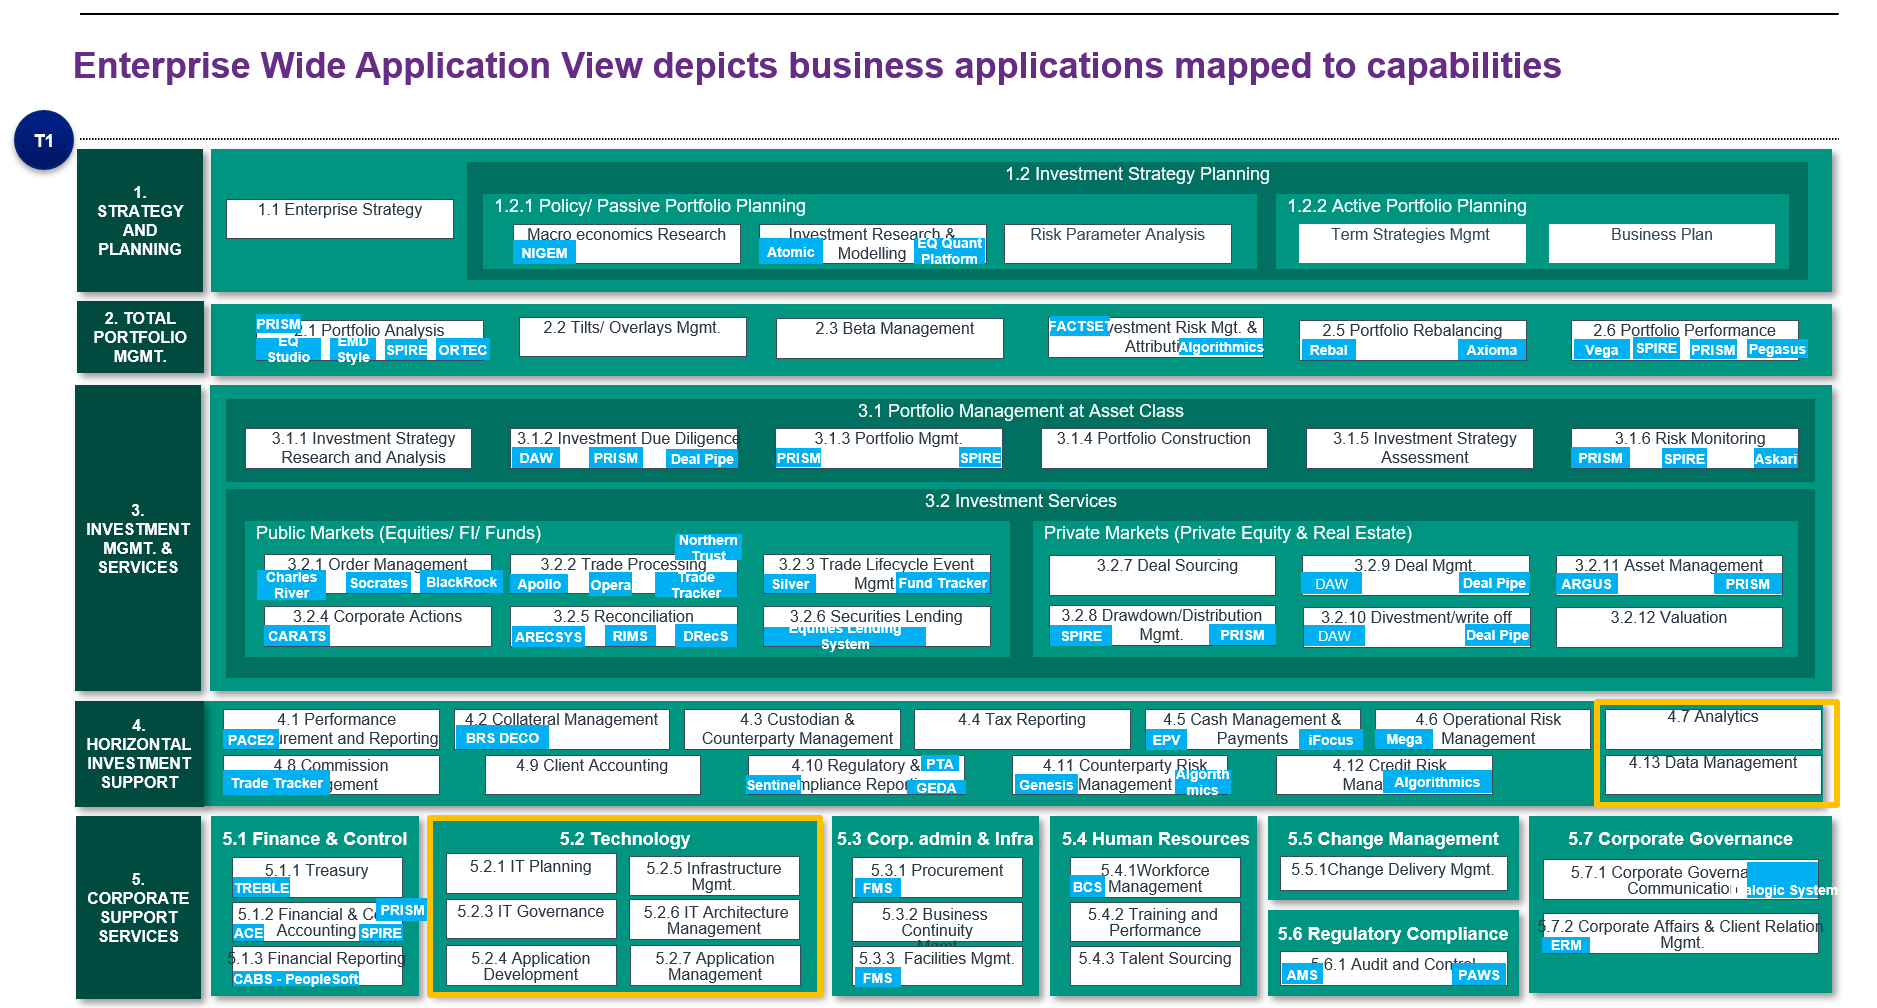 Enterprise Wide Application View depicts business applications mapped to capabilities
T1
1.
STRATEGY
AND
PLANNING
1.1 Enterprise Strategy
1.2 Investment Strategy Planning
1.2.1 Policy/ Passive Portfolio Planning
Macro economics Research
NIGEM
Investment Research &
Modelling
Atomic
EQ Quant
Platform
Risk Parameter Analysis
1.2.2 Active Portfolio Planning
Term Strategies Mgmt
Business Plan
2. TOTAL
PORTFOLIO
MGMT.
PRISM
2.1 Portfolio Analysis
EQ
Studio
EMD
Style
SPIRE
ORTEC
2.2 Tilts/ Overlays Mgmt.
2.3 Beta Management
FACTSET
vestment Risk Mgt. &
Attributi
Algorithmics
2.5 Portfolio Rebalancing
Rebal
Axioma
2.6 Portfolio Performance
Vega
SPIRE
PRISM
Pegasus
3.
INVESTMENT
MGMT. &
SERVICES
3.1 Portfolio Management at Asset Class
3.1.1 Investment Strategy
Research and Analysis
3.1.2 Investment Due Diligence
DAW
PRISM
Deal Pipe
3.1.3 Portfolio Mgmt.
PRISM
SPIRE
3.1.4 Portfolio Construction
3.1.5 Investment Strategy
Assessment
3.1.6 Risk Monitoring
PRISM
SPIRE
Askari
3.2 Investment Services
Public Markets (Equities/ FI/ Funds)
3.2.1 Order Management
Charles
River
Socrates
BlackRock
Northern
Trust
3.2.2 Trade Processing
Apollo
Opera
Trade
Tracker
3.2.3 Trade Lifecycle Event
Mgmt
Silver
Fund Tracker
3.2.4 Corporate Actions
CARATS
3.2.5 Reconciliation
ARECSYS
RIMS
DRecS
3.2.6 Securities Lending
Equities Lending
System
Private Markets (Private Equity & Real Estate)
3.2.7 Deal Sourcing
3.2.9 Deal Mgmt.
DAW
Deal Pipe
3.2.11 Asset Management
ARGUS
PRISM
3.2.8 Drawdown/Distribution
Mgmt.
SPIRE
PRISM
3.2.10 Divestment/write off
DAW
Deal Pipe
3.2.12 Valuation
4.
HORIZONTAL
INVESTMENT
SUPPORT
4.1 Performance
urement and Reporting
PACE2
4.2 Collateral Management
BRS DECO
4.3 Custodian &
Counterparty Management
4.4 Tax Reporting
4.5 Cash Management &
Payments
EPV
iFocus
4.6 Operational Risk
Management
Mega
4.7 Analytics
4.8 Commission
gement
Trade Tracker
4.9 Client Accounting
4.10 Regulatory &
mpliance Repor
PTA
Sentinel
GEDA
4.11 Counterparty Risk
Management
Genesis
Algorith
mics
4.12 Credit Risk
Mana
Algorithmics
4.13 Data Management
5.
CORPORATE
SUPPORT
SERVICES
5.1 Finance & Control
5.1.1 Treasury
TREBLE
5.1.2 Financial & Co
Accounting
PRISM
ACE
SPIRE
5.1.3 Financial Reporting
CABS - PeopleSoft
5.2 Technology
5.2.1 IT Planning
5.2.5 Infrastructure
Mgmt.
5.2.3 IT Governance
5.2.6 IT Architecture
Management
5.2.4 Application
Development
5.2.7 Application
Management
5.3 Corp. admin & Infra
5.3.1 Procurement
FMS
5.3.2 Business
Continuity
Mgmt
5.3.3 Facilities Mgmt.
FMS
5.4 Human Resources
5.4.1Workforce
Management
BCS
5.4.2 Training and
Performance
5.4.3 Talent Sourcing
5.5 Change Management
5.5.1Change Delivery Mgmt.
5.6 Regulatory Compliance
5.6.1 Audit and Control
AMS
PAWS
5.7 Corporate Governance
5.7.1 Corporate Governa
Communication
alogic System
5.7.2 Corporate Affairs & Client Relation
Mgmt.
ERM